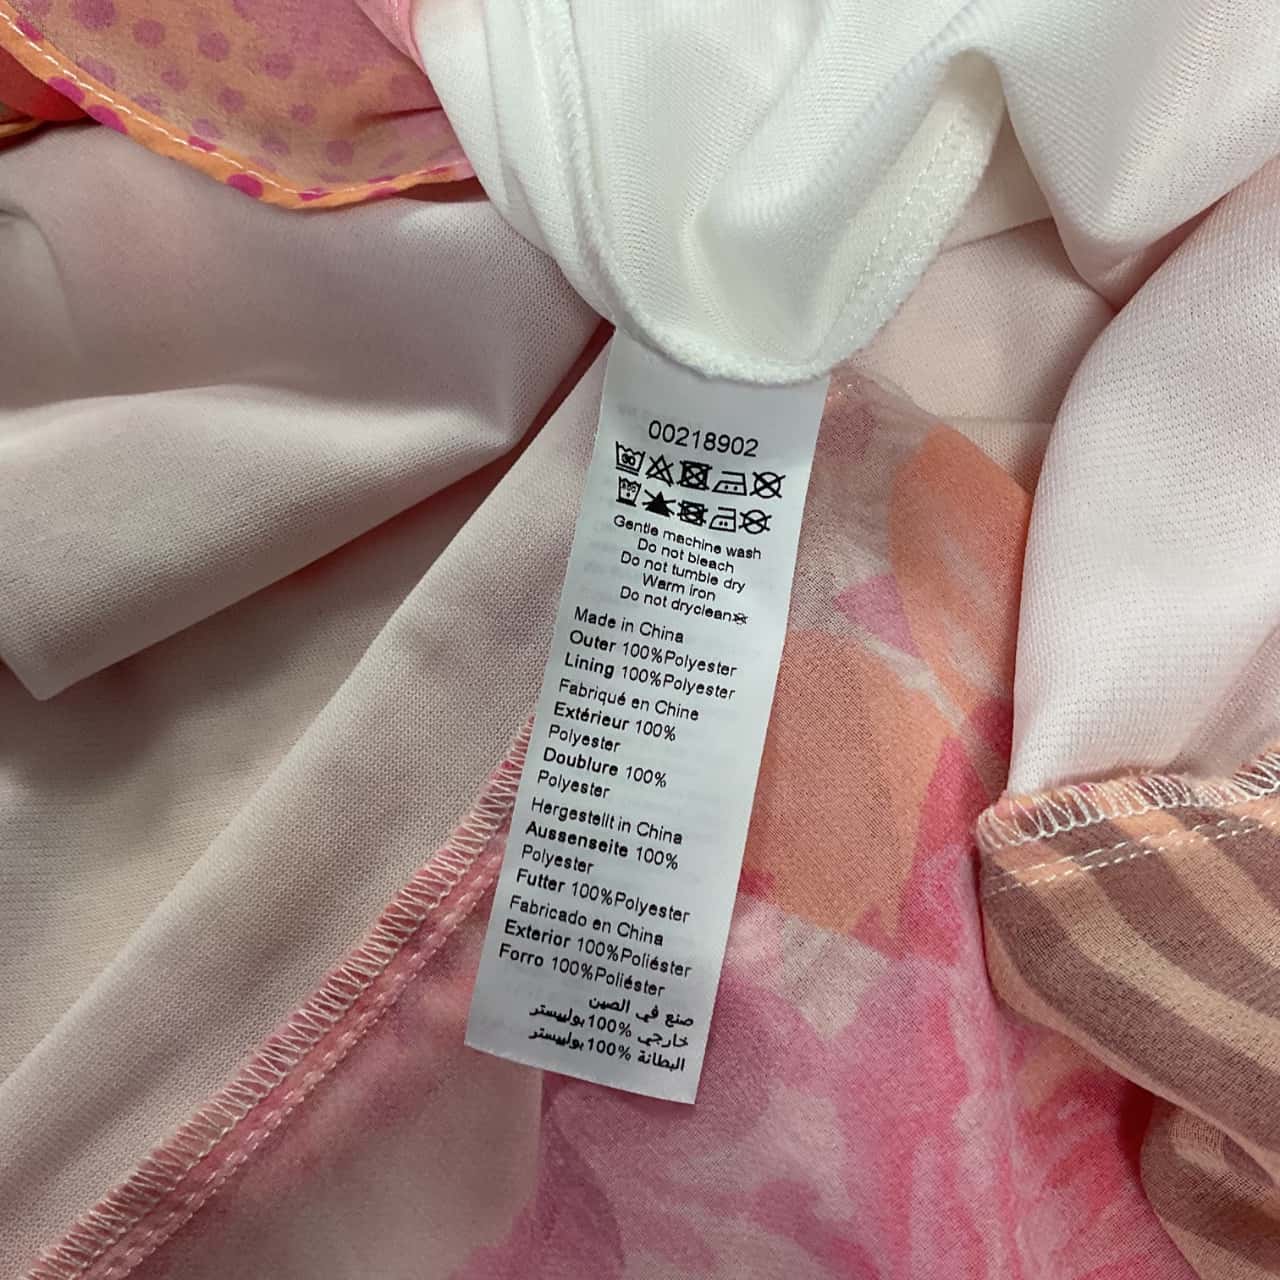 00218902
Gentle machine wash
Do not bleach
Do not tumble dry
Warm iron
Do not dryclean
Made in China
Outer 100%Polyester
Lining 100%Polyester
Fabriqué en Chine
Extérieur 100%
Polyester
Doublure 100%
Polyester
Hergestellt in China
Aussenseite 100%
Polyester
Futter 100%Polyester
Fabricado en China
Exterior 100%Poliéster
Forro 100%Poliéster
صنع في الصين
خارجي 100% بوليستر
البطانة 100% بوليستر